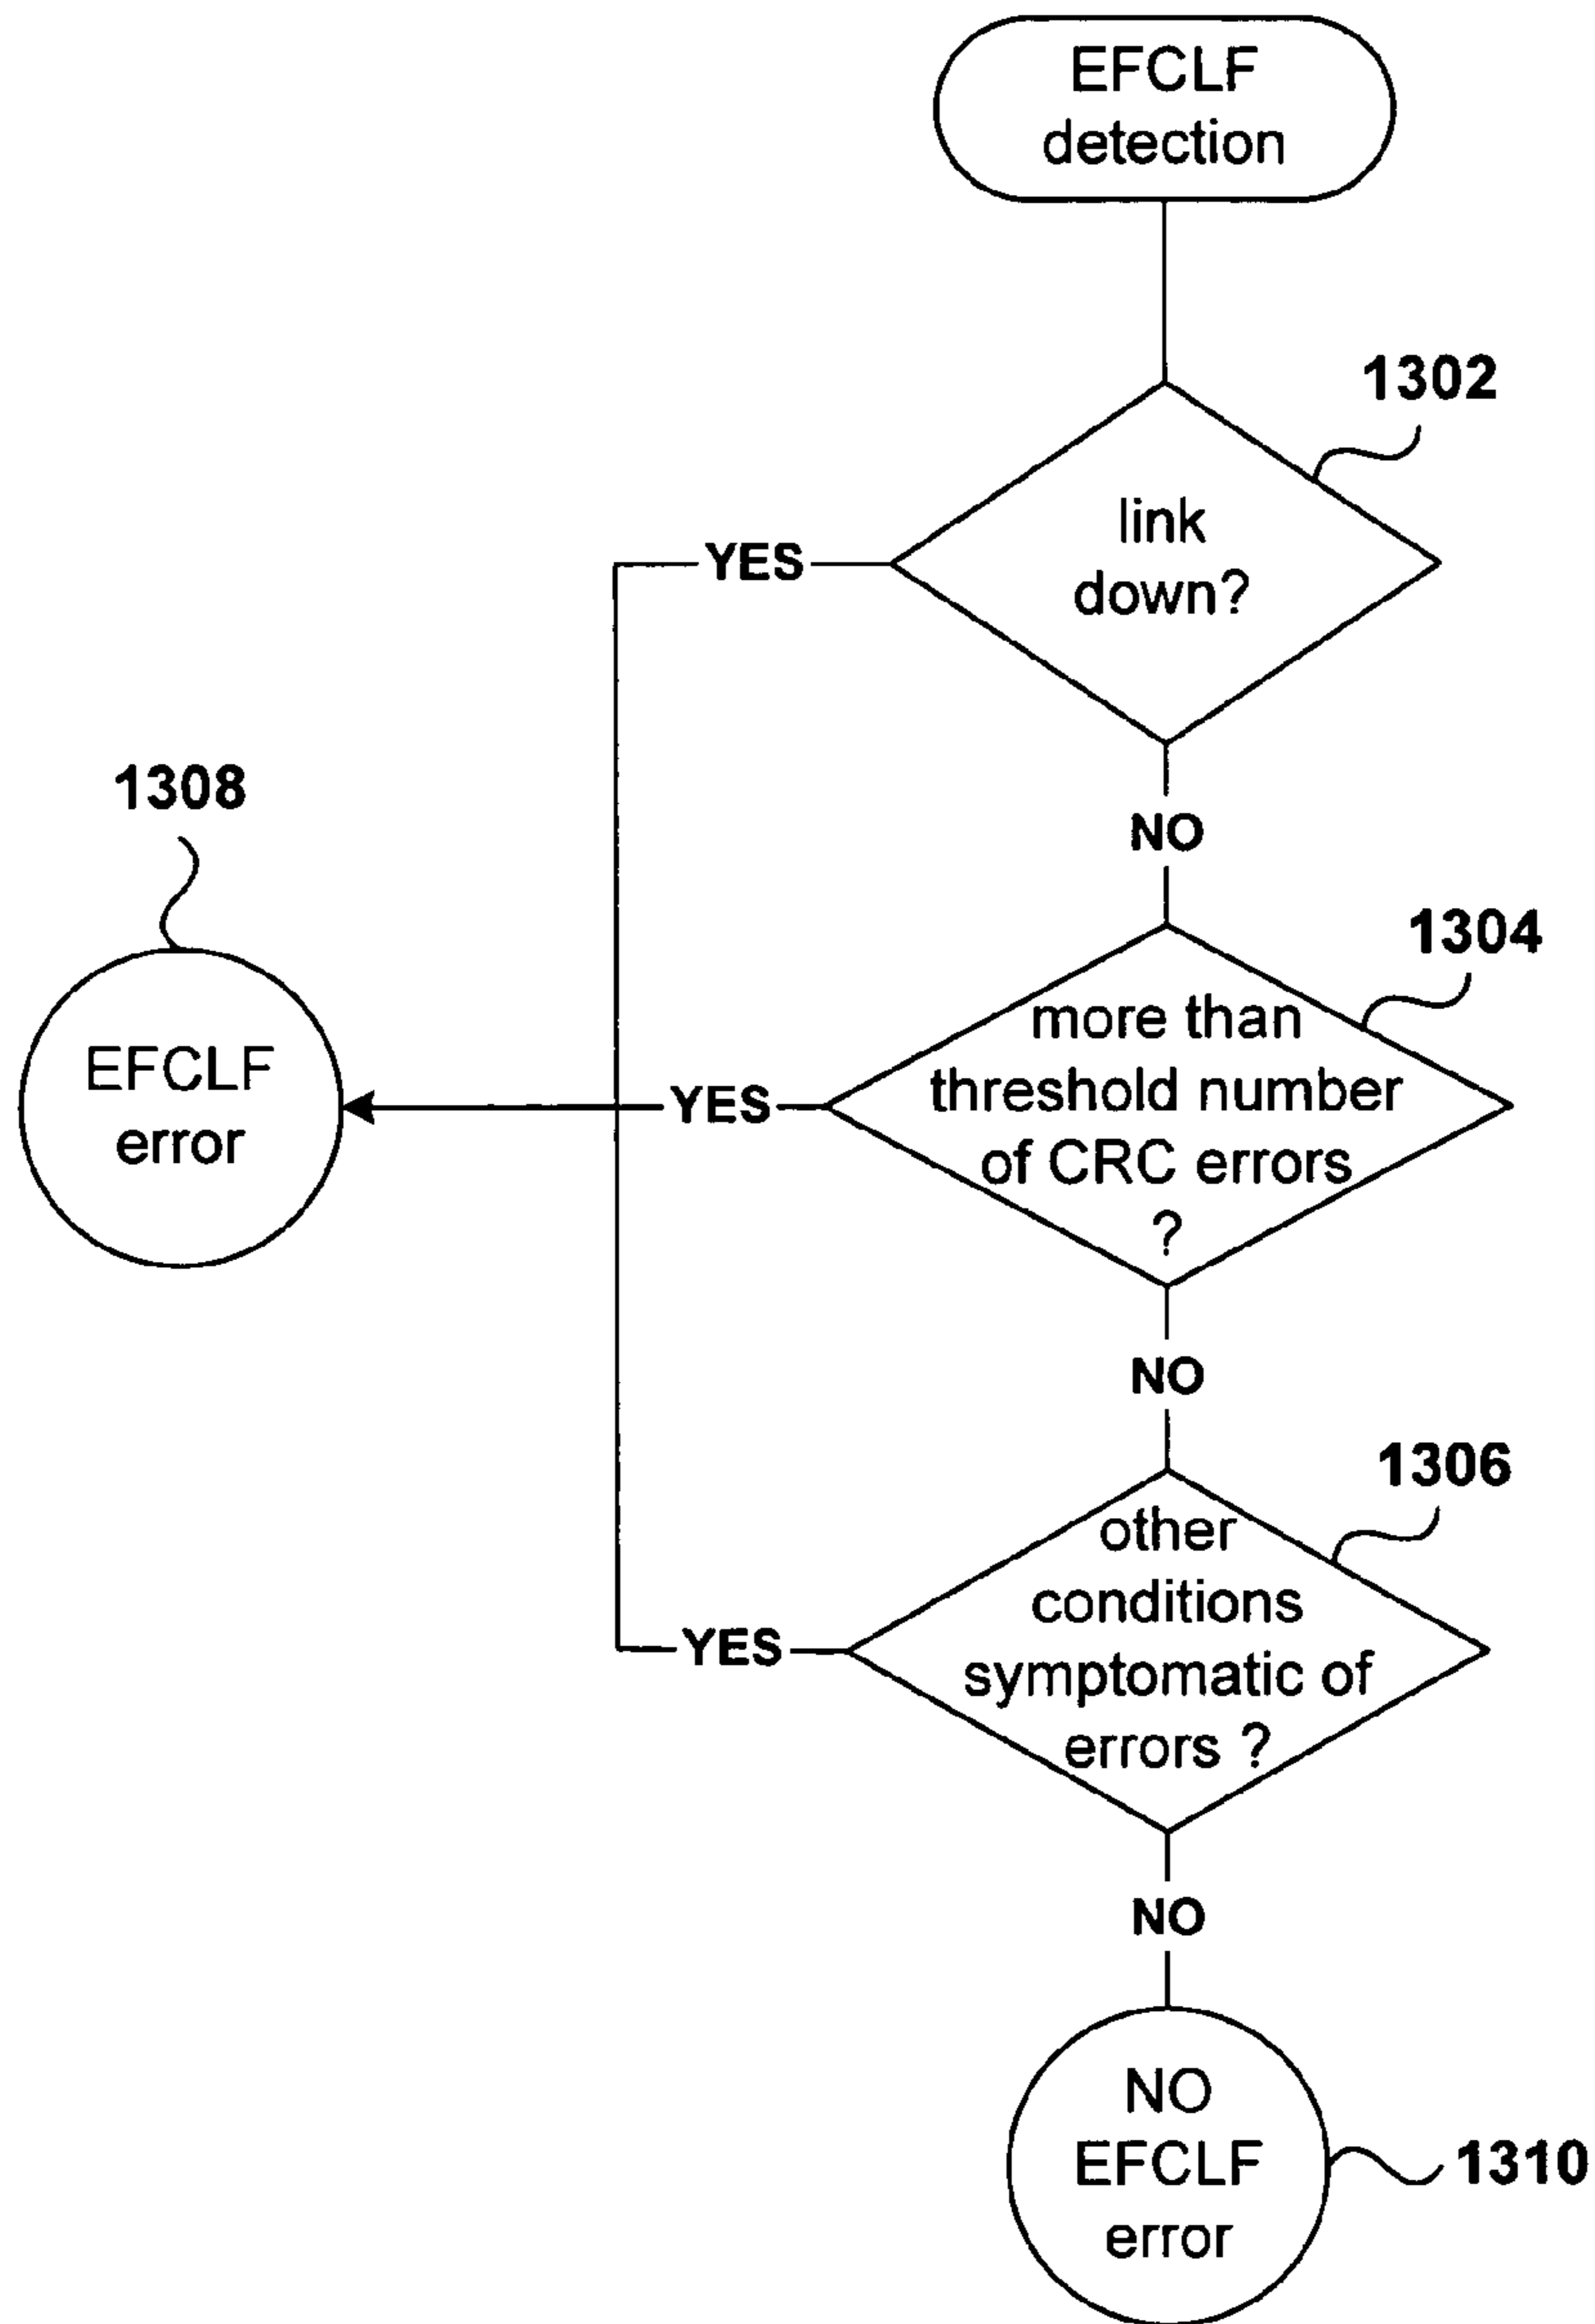 EFCLF
detection
1302
link
down?
YES
NO
1308
1304
more than
threshold number
of CRC errors
?
EFCLF
error
YES
NO
1306
other
conditions
symptomatic of
errors ?
YES
NO
NO
EFCLF
error
1310